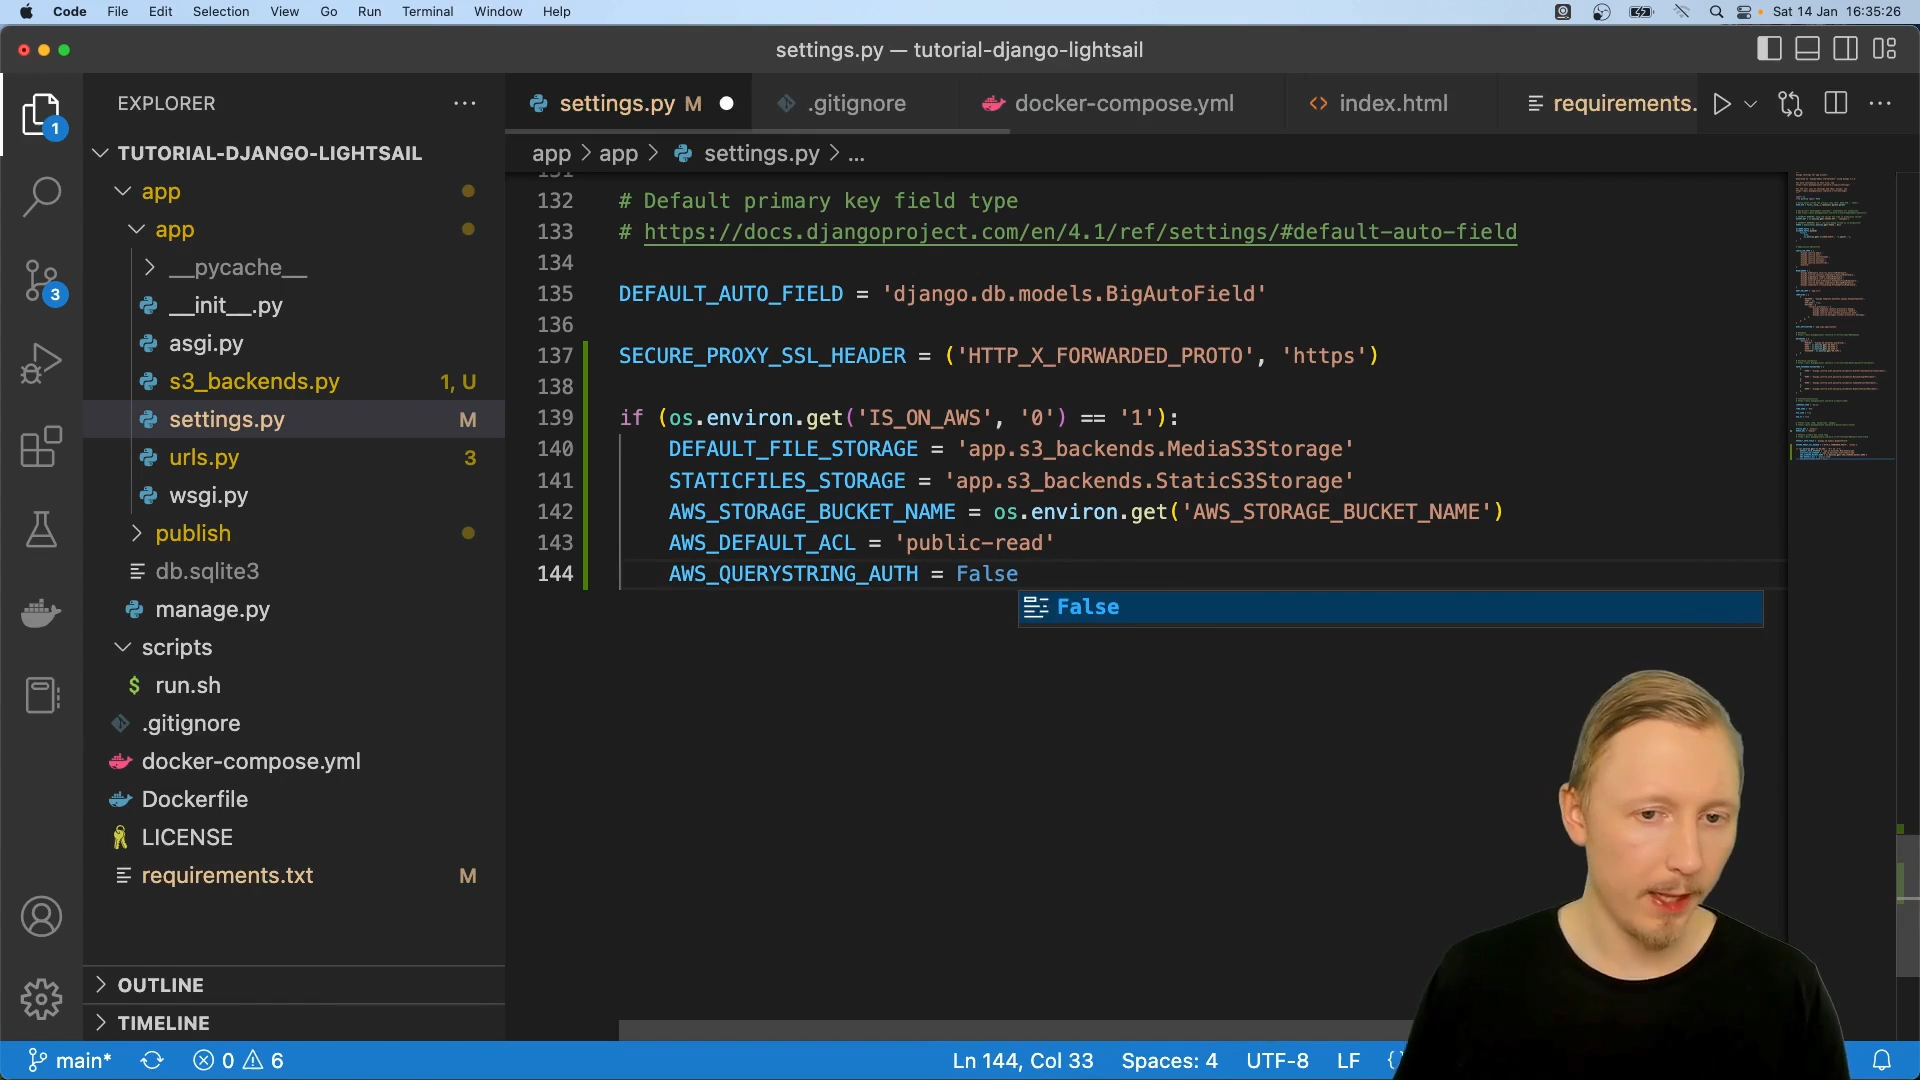 Code File Edit Selection View Go Run Terminal Window Help Sat 14 Jan 16:35:26
settings.py — tutorial-django-lightsail
EXPLORER
settings.py M
.gitignore
docker-compose.yml
index.html
requirements.
app > app > settings.py > ...
TUTORIAL-DJANGO-LIGHTSAIL
app
app
__pycache__
__init__.py
asgi.py
s3_backends.py 1, U
settings.py M
urls.py 3
wsgi.py
publish
db.sqlite3
manage.py
scripts
$ run.sh
.gitignore
docker-compose.yml
Dockerfile
LICENSE
requirements.txt M
OUTLINE
TIMELINE
1
3
131
132 # Default primary key field type
133 # https://docs.djangoproject.com/en/4.1/ref/settings/#default-auto-field
134
135 DEFAULT_AUTO_FIELD = 'django.db.models.BigAutoField'
136
137 SECURE_PROXY_SSL_HEADER = ('HTTP_X_FORWARDED_PROTO', 'https')
138
139 if (os.environ.get('IS_ON_AWS', '0') == '1'):
140 DEFAULT_FILE_STORAGE = 'app.s3_backends.MediaS3Storage'
141 STATICFILES_STORAGE = 'app.s3_backends.StaticS3Storage'
142 AWS_STORAGE_BUCKET_NAME = os.environ.get('AWS_STORAGE_BUCKET_NAME')
143 AWS_DEFAULT_ACL = 'public-read'
144 AWS_QUERYSTRING_AUTH = False
False
main* 0 6 Ln 144, Col 33 Spaces: 4 UTF-8 LF {